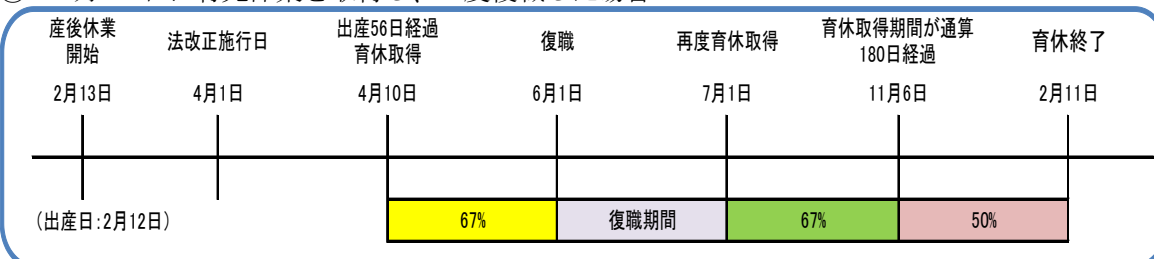 産後休業
開始
法改正施行日
出産56日経過
育休取得
復職
再度育休取得
育休取得期間が通算
180日経過
育休終了
2月13日
4月1日
4月10日
6月1日
7月1日
11月6日
2月11日
(出産日:2月12日)
67%
復職期間
67%
50%